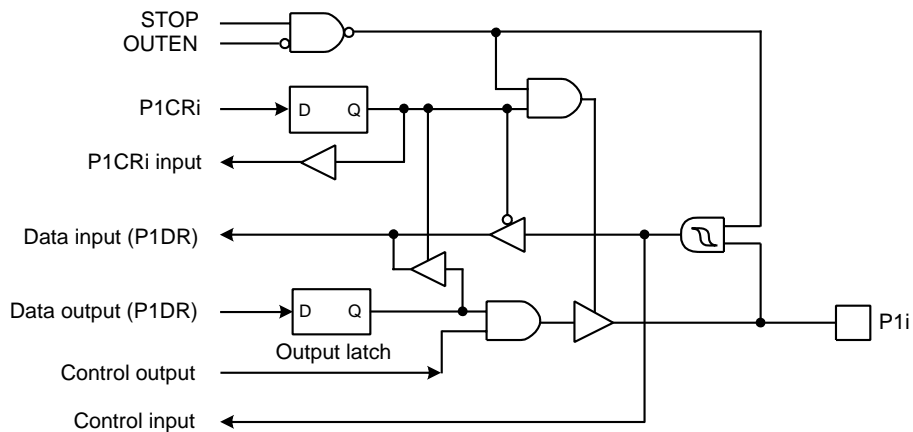 STOP
OUTEN
P1CRi
D Q
P1CRi input
Data input (P1DR)
Data output (P1DR)
D Q
P1i
Output latch
Control output
Control input